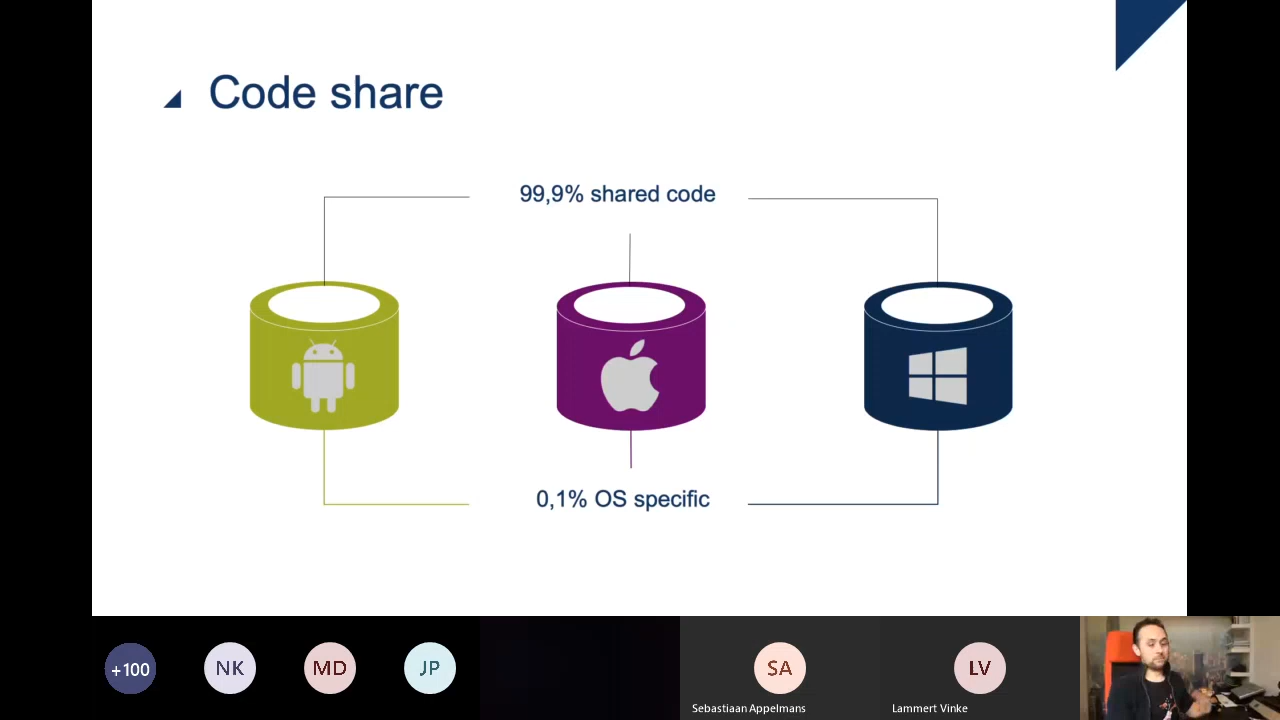 Code share
99,9% shared code
0,1% OS specific
+100
NK
MD
JP
SA
LV
Sebastiaan Appelmans
Lammert Vinke